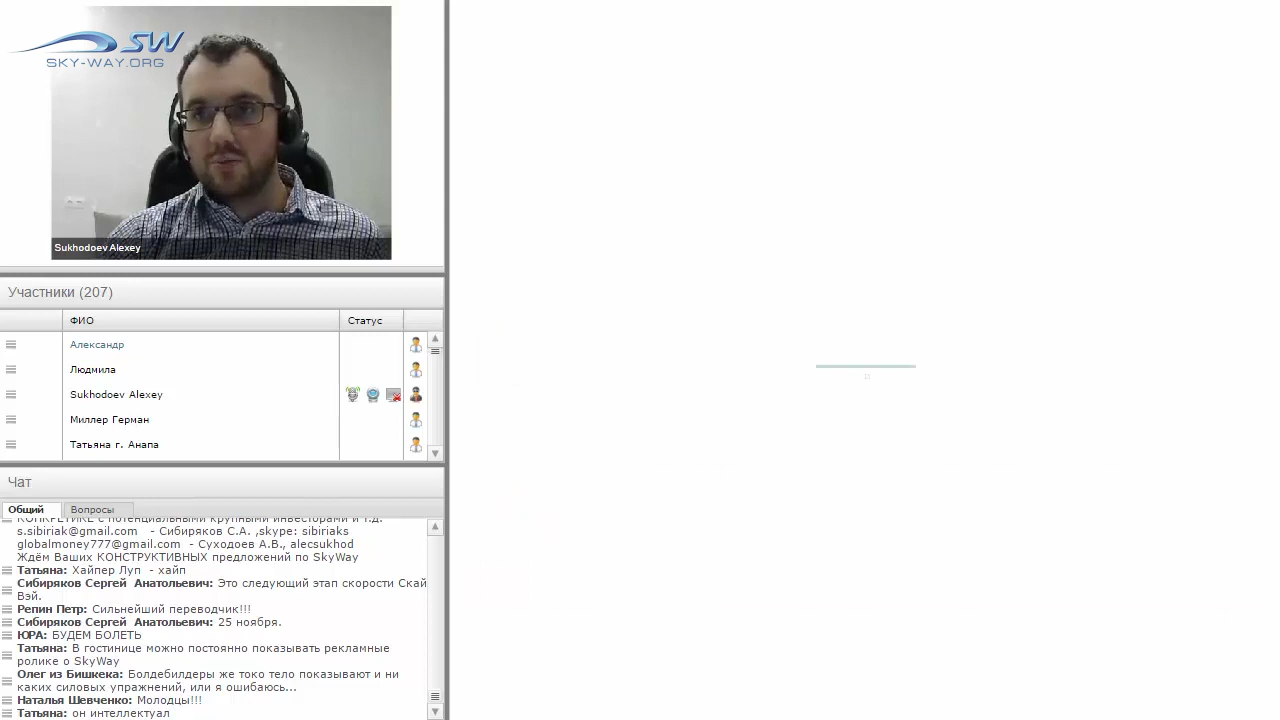 SW
SKY-WAY.ORG
Sukhodoev Alexey
Участники (207)
ФИО Статус
Александр
Людмила
Sukhodoev Alexey
Миллер Герман
Татьяна г. Анапа
Чат
Общий Вопросы
КОНКРЕТИКЕ с потенциальными крупными инвесторами и т.д.
s.sibiriak@gmail.com - Сибиряков С.А. ,skype: sibiriaks
globalmoney777@gmail.com - Суходоев А.В., alecsukhod
Ждём Ваших КОНСТРУКТИВНЫХ предложений по SkyWay
Татьяна: Хайпер Луп - хайп
Сибиряков Сергей Анатольевич: Это следующий этап скорости Скай
Вэй.
Репин Петр: Сильнейший переводчик!!!
Сибиряков Сергей Анатольевич: 25 ноября.
ЮРА: БУДЕМ БОЛЕТЬ
Татьяна: В гостинице можно постоянно показывать рекламные
ролике о SkyWay
Олег из Бишкека: Болдебилдеры же токо тело показывают и ни
каких силовых упражнений, или я ошибаюсь...
Наталья Шевченко: Молодцы!!!
Татьяна: он интеллектуал